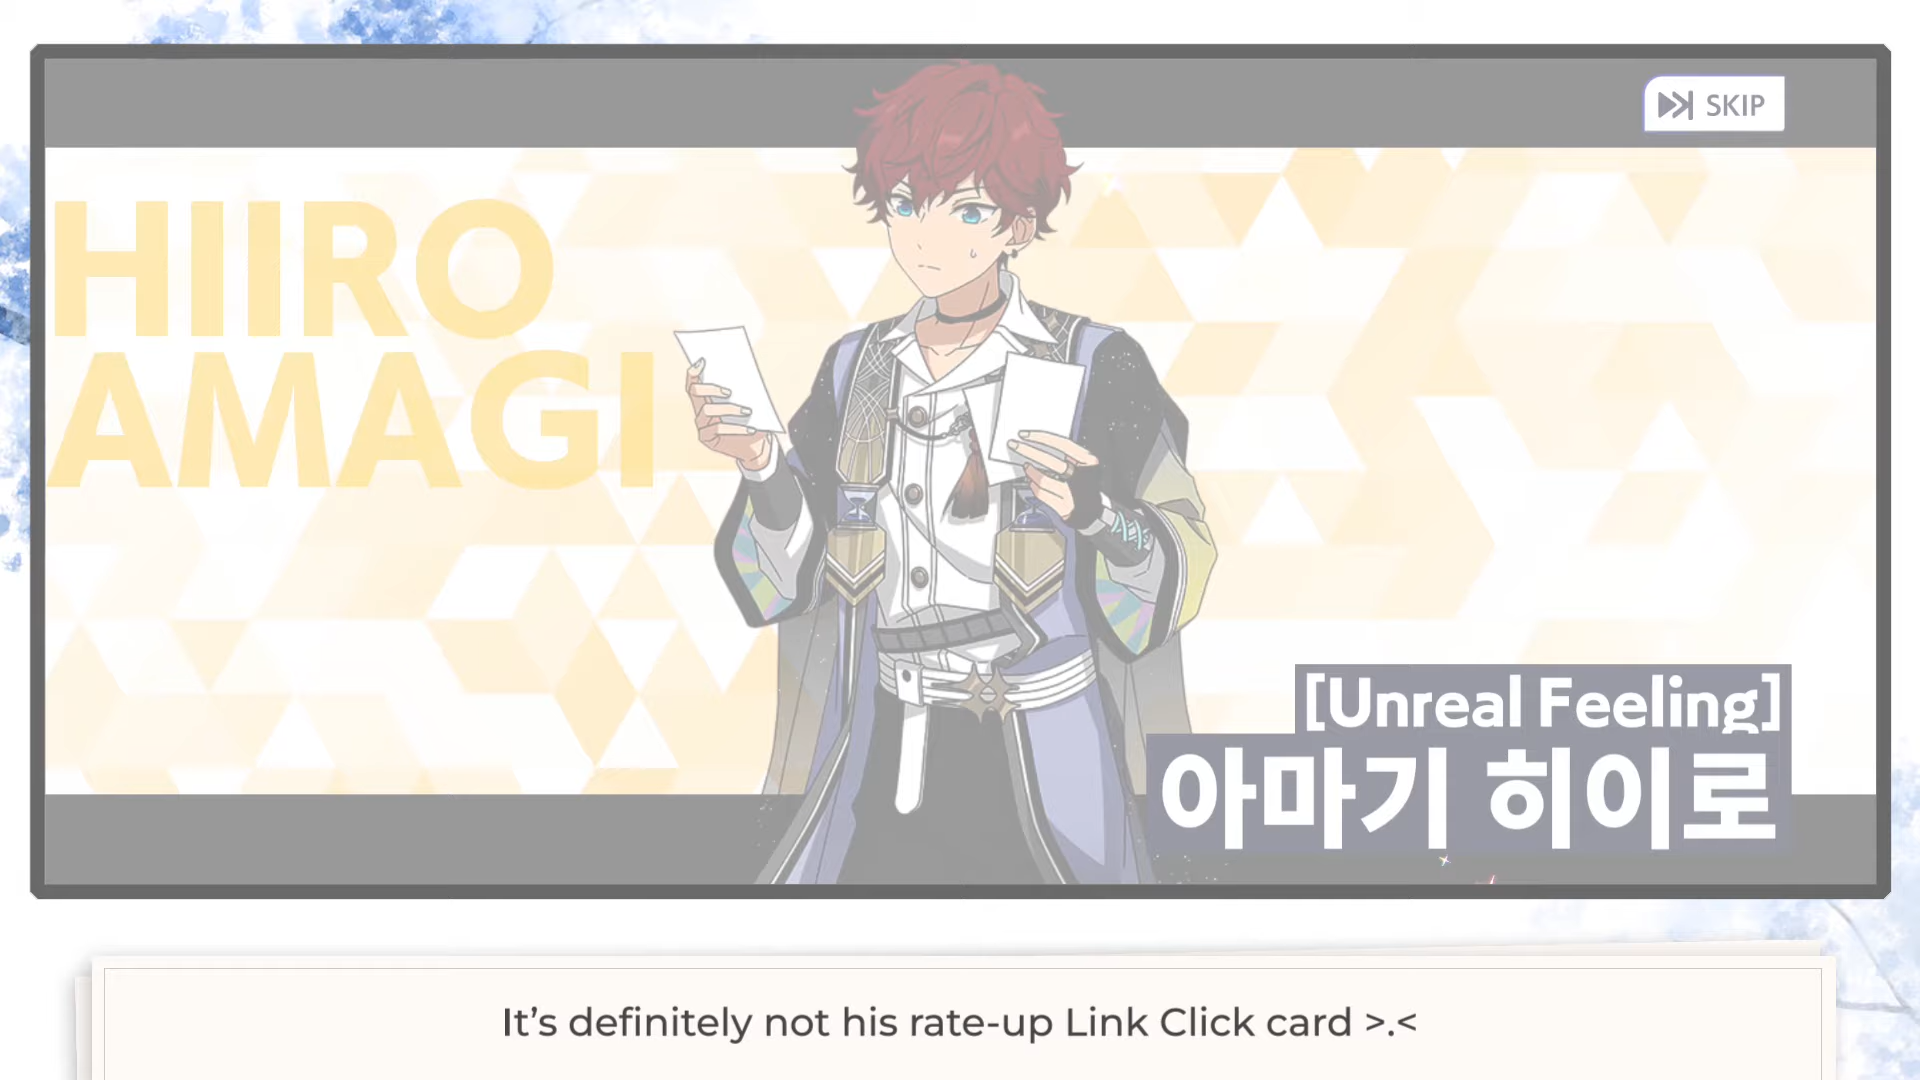 SKIP
HIIRO
AMAGI
[Unreal Feeling]
아마기 히이로
It’s definitely not his rate-up Link Click card >.<